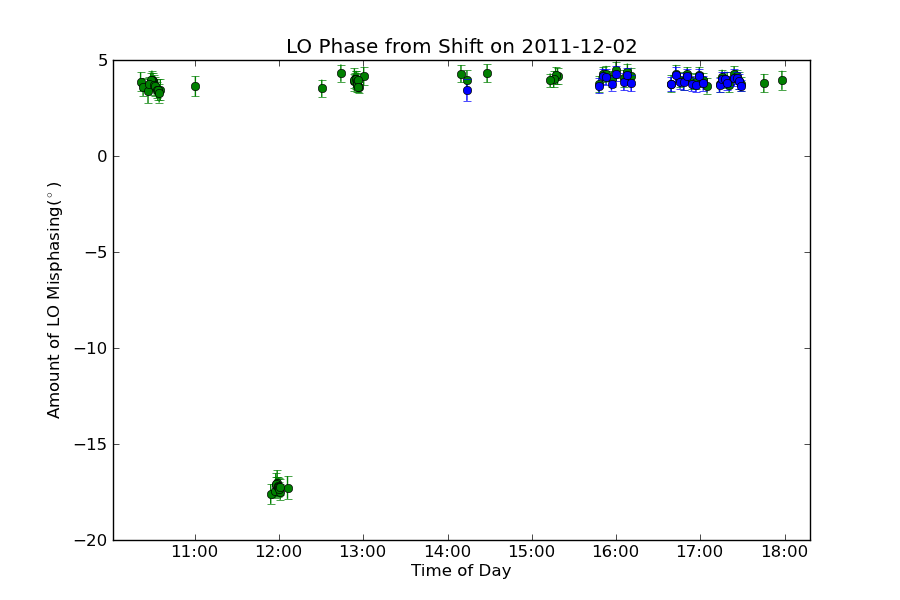 LO Phase from Shift on 2011-12-02
Amount of LO Misphasing(°)
5
0
−5
−10
−15
−20
11:00 12:00 13:00 14:00 15:00 16:00 17:00 18:00
Time of Day